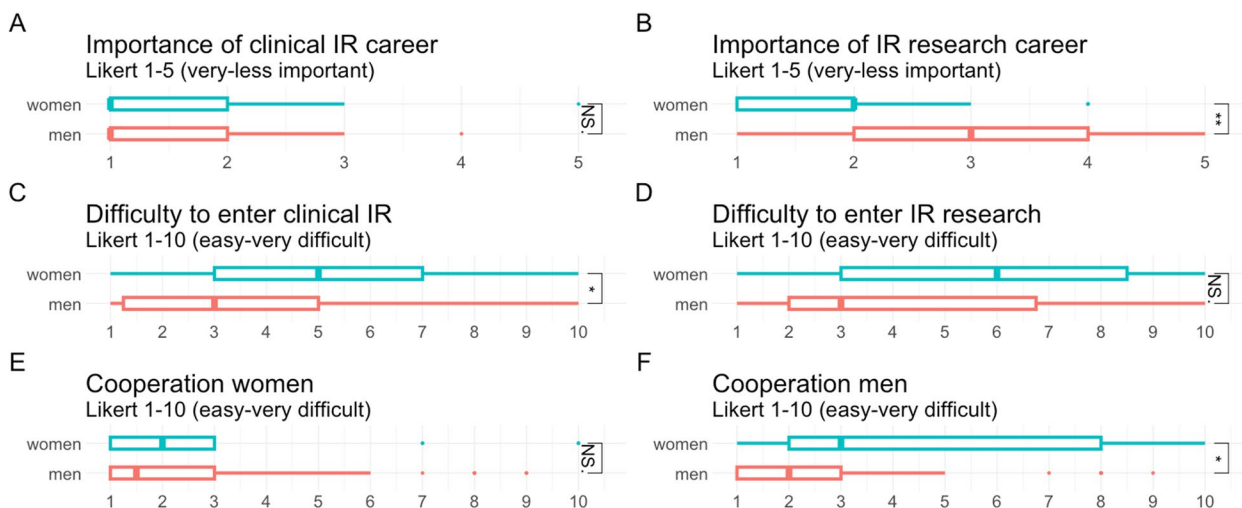 A
Importance of clinical IR career
Likert 1-5 (very-less important)
women
men
NS.
1 2 3 4 5
B
Importance of IR research career
Likert 1-5 (very-less important)
women
men
**
1 2 3 4 5
C
Difficulty to enter clinical IR
Likert 1-10 (easy-very difficult)
women
men
*
1 2 3 4 5 6 7 8 9 10
D
Difficulty to enter IR research
Likert 1-10 (easy-very difficult)
women
men
NS.
1 2 3 4 5 6 7 8 9 10
E
Cooperation women
Likert 1-10 (easy-very difficult)
women
men
NS.
1 2 3 4 5 6 7 8 9 10
F
Cooperation men
Likert 1-10 (easy-very difficult)
women
men
*
1 2 3 4 5 6 7 8 9 10